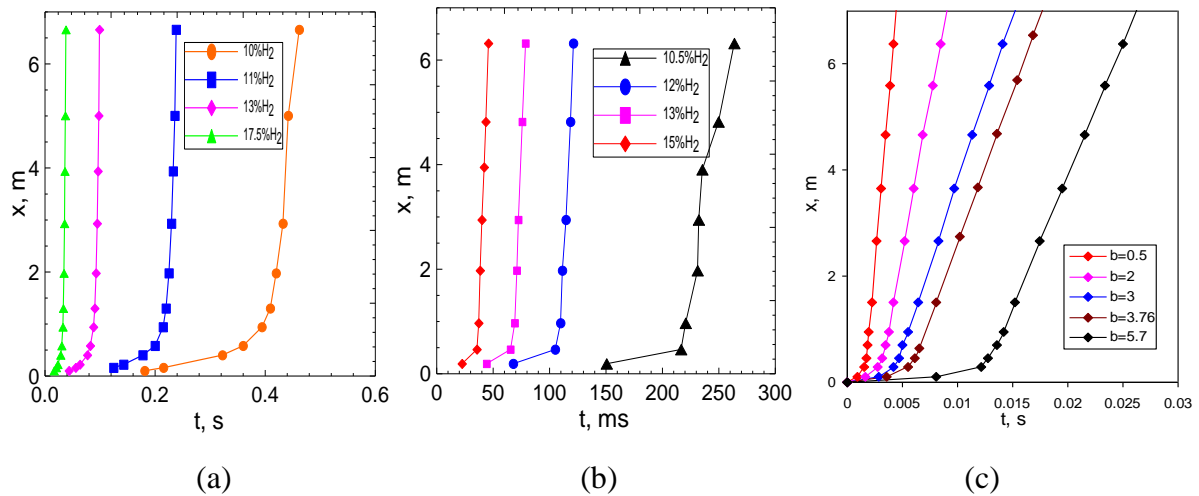 x, m
6
4
2
0
0.0
0.2
0.4
0.6
t, s
10%H2
11%H2
13%H2
17.5%H2
(a)
x, m
6
4
2
0
0
50
100
150
200
250
300
t, ms
10.5%H2
12%H2
13%H2
15%H2
(b)
x, m
6
4
2
0
0
0.005
0.01
0.015
0.02
0.025
0.03
t, s
b=0.5
b=2
b=3
b=3.76
b=5.7
(c)